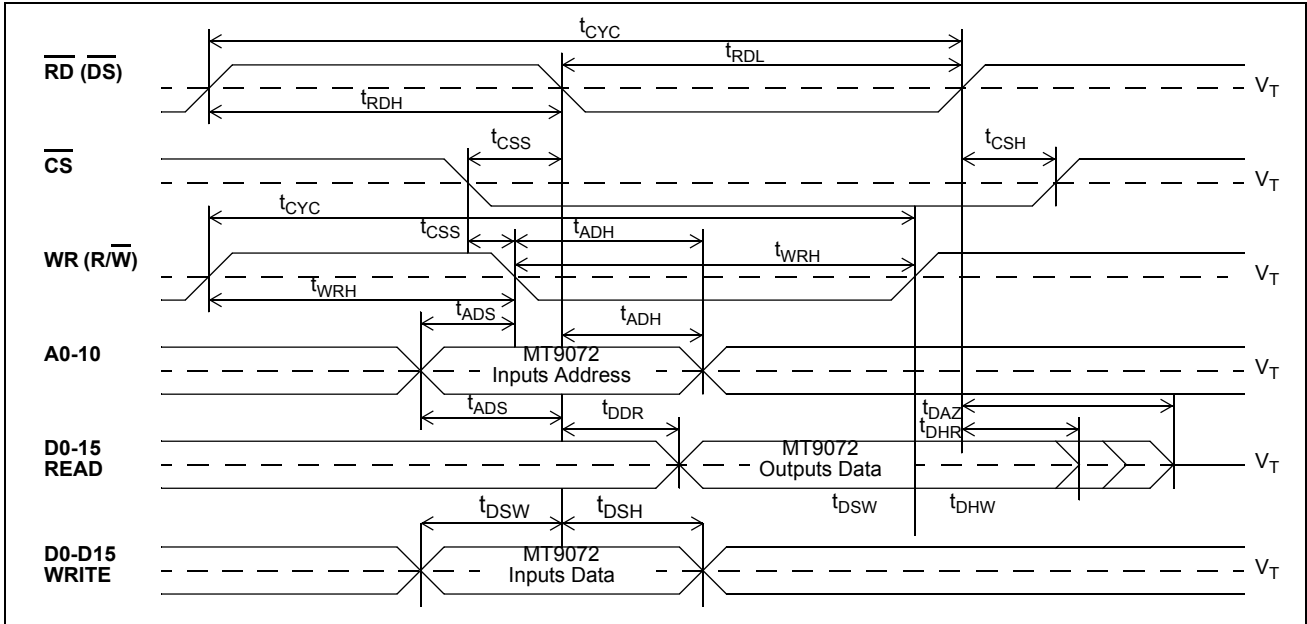 tCYC
RD (DS)
tRDL
VT
tRDH
tCSS
tCSH
CS
VT
tCYC
tCSS
tADH
WR (R/W)
tWRH
VT
tWRH
tADS
tADH
A0-10
MT9072
Inputs Address
VT
tADS
tDDR
tDAZ
tDHR
D0-15
READ
MT9072
Outputs Data
VT
tDSW
tDHW
tDSW
tDSH
D0-D15
WRITE
MT9072
Inputs Data
VT